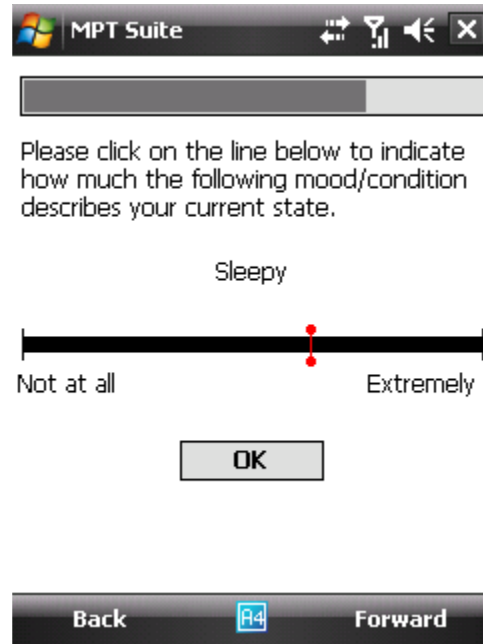 MPT Suite
Please click on the line below to indicate
how much the following mood/condition
describes your current state.
Sleepy
Not at all Extremely
OK
Back A4 Forward